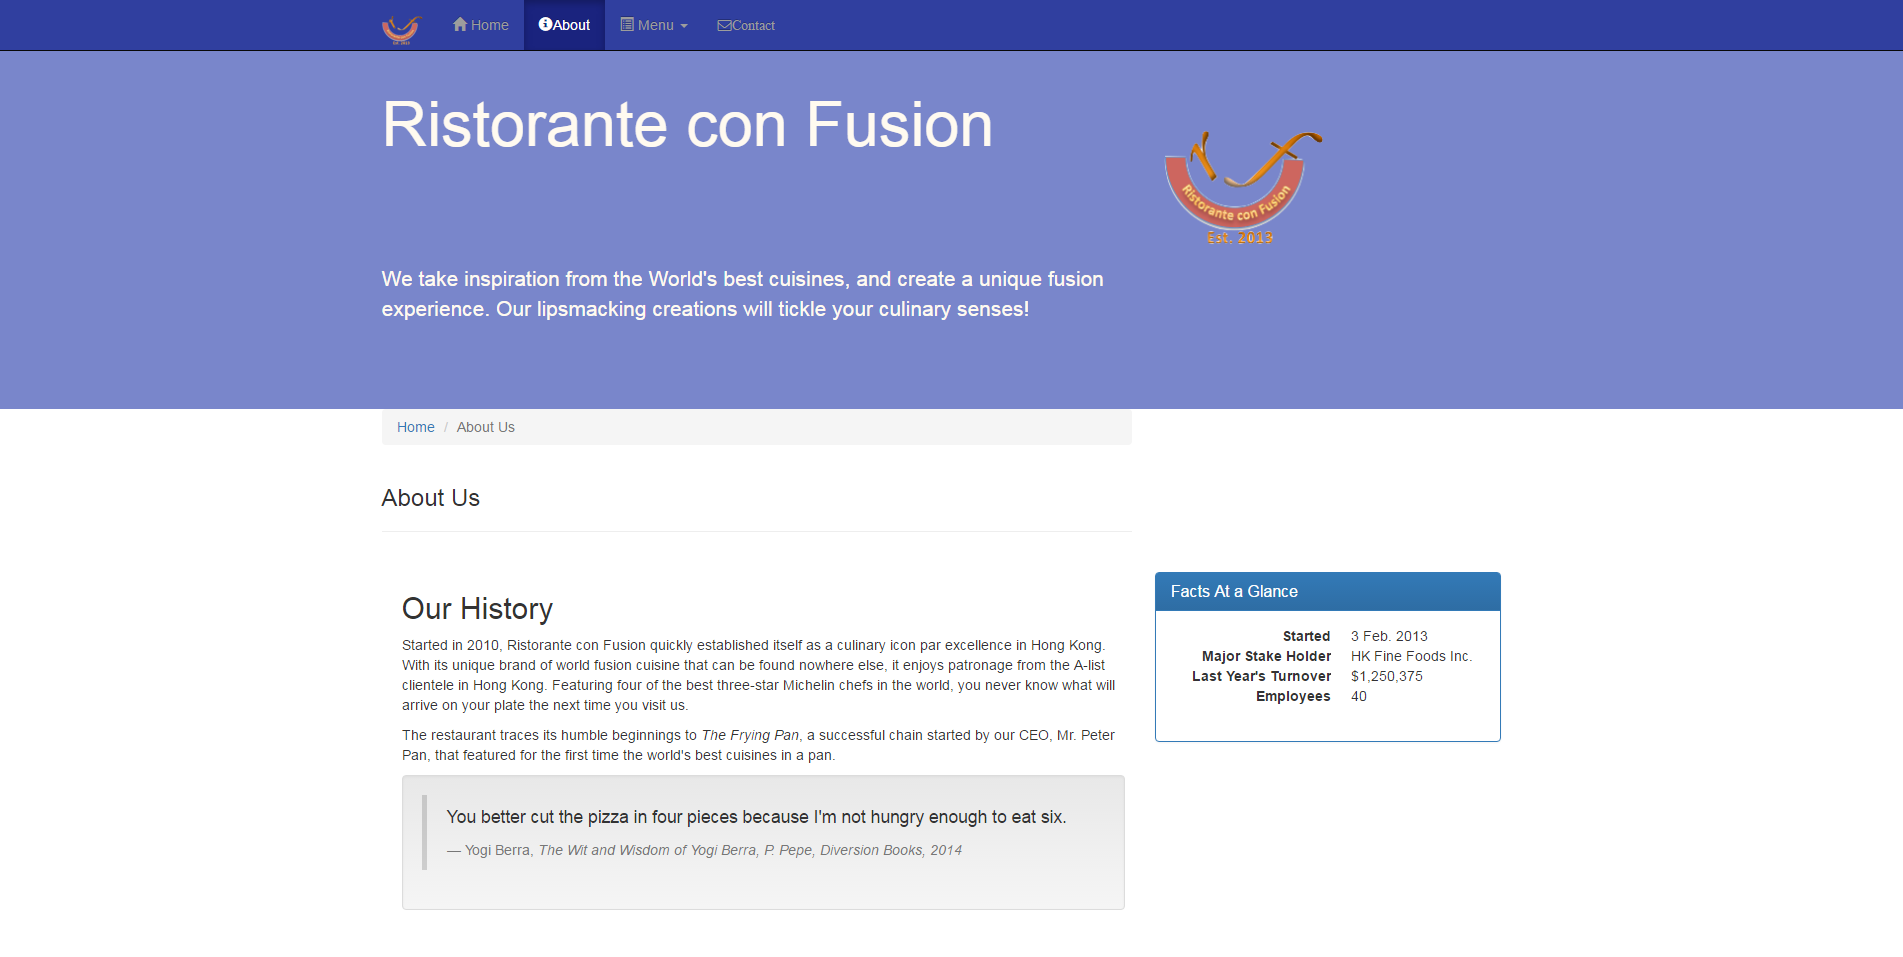 Home About Menu Contact
Ristorante con Fusion
Ristorante con Fusion
Est. 2013
We take inspiration from the World's best cuisines, and create a unique fusion
experience. Our lipsmacking creations will tickle your culinary senses!
Home / About Us
About Us
Our History
Started in 2010, Ristorante con Fusion quickly established itself as a culinary icon par excellence in Hong Kong.
With its unique brand of world fusion cuisine that can be found nowhere else, it enjoys patronage from the A-list
clientele in Hong Kong. Featuring four of the best three-star Michelin chefs in the world, you never know what will
arrive on your plate the next time you visit us.
The restaurant traces its humble beginnings to The Frying Pan, a successful chain started by our CEO, Mr. Peter
Pan, that featured for the first time the world's best cuisines in a pan.
You better cut the pizza in four pieces because I'm not hungry enough to eat six.
— Yogi Berra, The Wit and Wisdom of Yogi Berra, P. Pepe, Diversion Books, 2014
Facts At a Glance
Started 3 Feb. 2013
Major Stake Holder HK Fine Foods Inc.
Last Year's Turnover $1,250,375
Employees 40